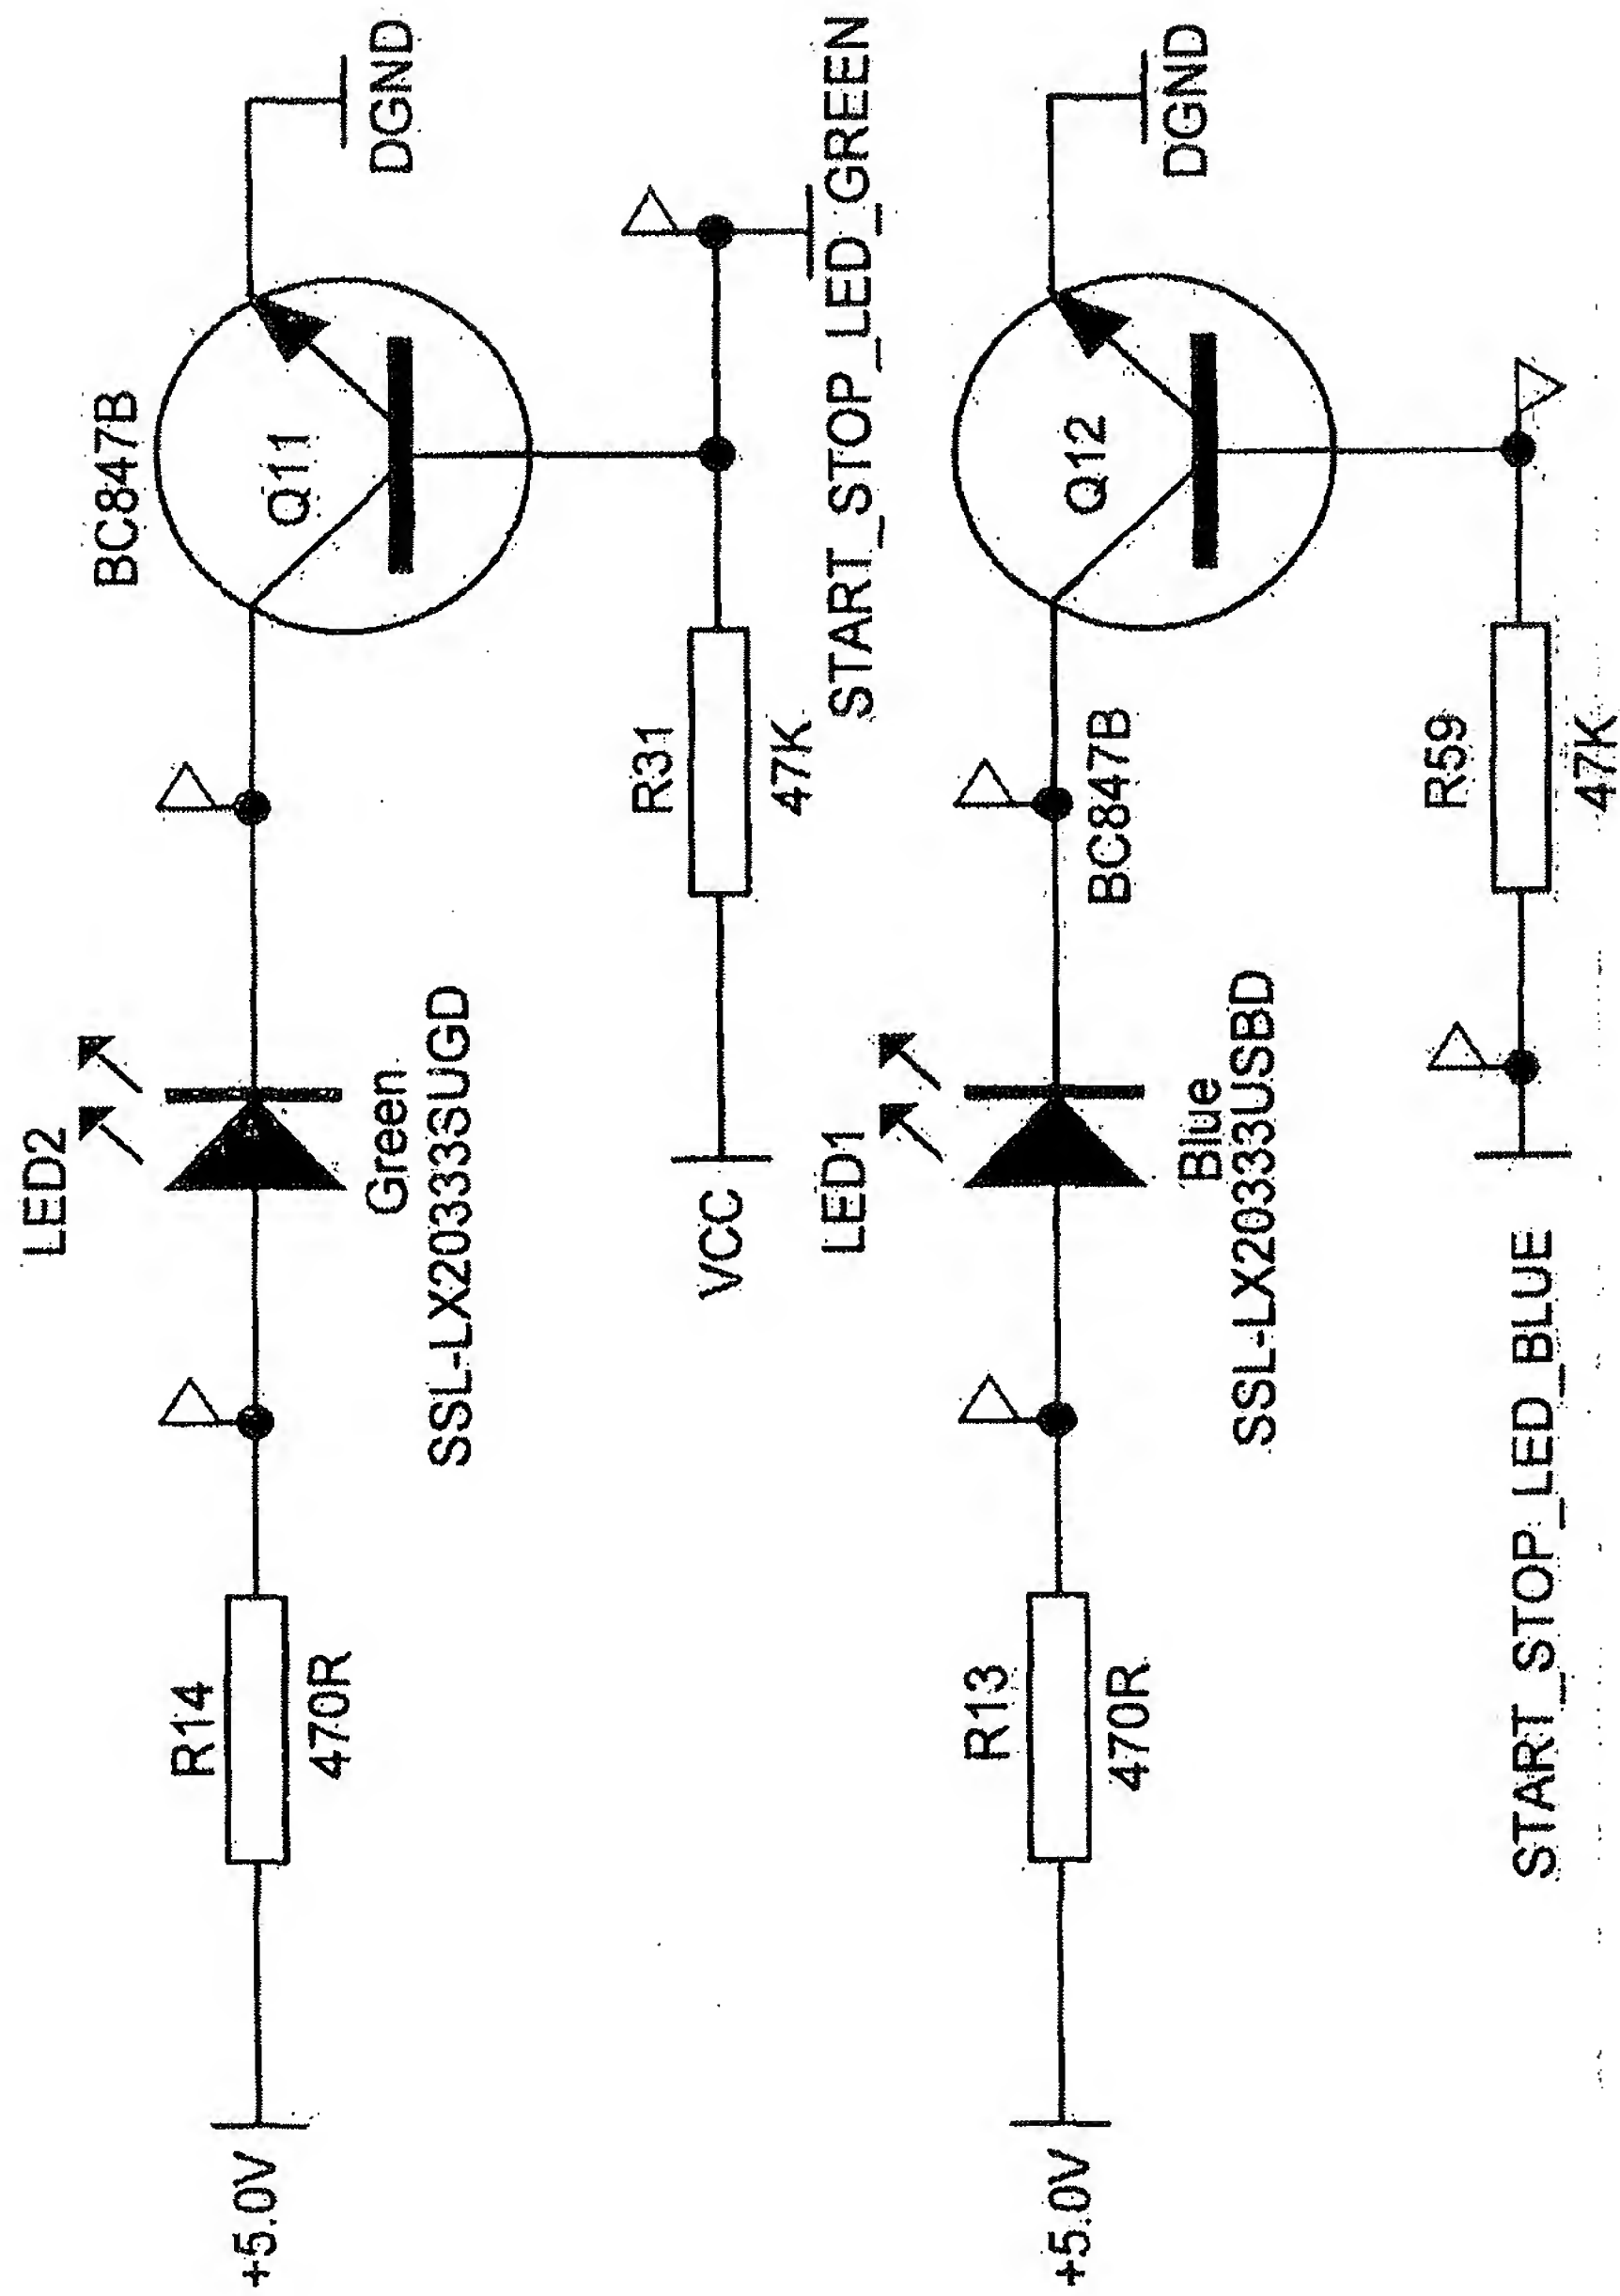 +5.0V
R14
470R
LED2
Green
SSL-LX20333SUGD
BC847B
Q11
DGND
VCC
R31
47K
START_STOP_LED_GREEN
+5.0V
R13
470R
LED1
Blue
SSL-LX20333USBD
BC847B
Q12
DGND
START_STOP_LED_BLUE
R59
47K